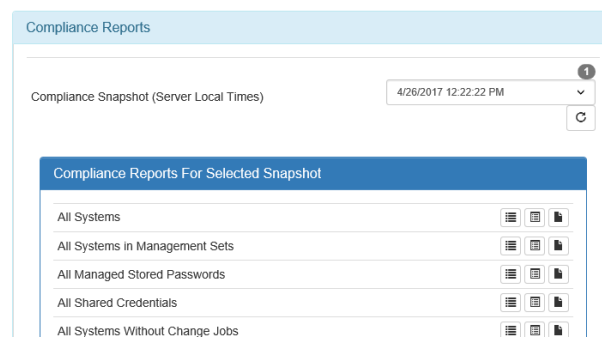 Compliance Reports
1
Compliance Snapshot (Server Local Times)
4/26/2017 12:22:22 PM
Compliance Reports For Selected Snapshot
All Systems
All Systems in Management Sets
All Managed Stored Passwords
All Shared Credentials
All Systems Without Change Jobs